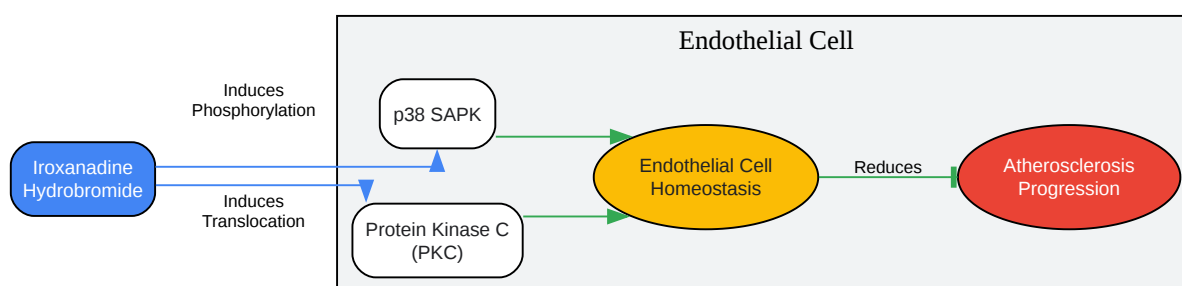 Endothelial Cell
Induces
Phosphorylation
p38 SAPK
Iroxanadine
Hydrobromide
Induces
Translocation
Protein Kinase C
(PKC)
Endothelial Cell
Homeostasis
Reduces
Atherosclerosis
Progression